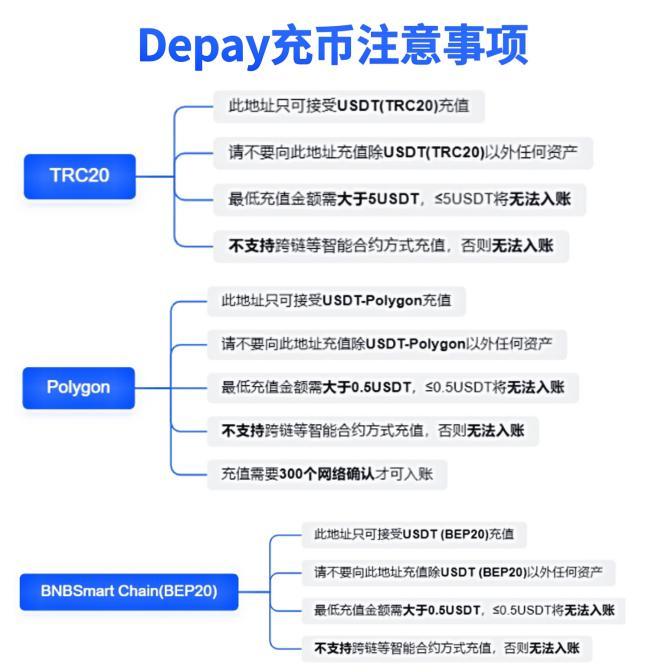 Depay充币注意事项
此地址只可接受USDT(TRC20)充值
请不要向此地址充值除USDT(TRC20)以外任何资产
TRC20
最低充值金额需大于5USDT，≤5USDT将无法入账
不支持跨链等智能合约方式充值，否则无法入账
此地址只可接受USDT-Polygon充值
请不要向此地址充值除USDT-Polygon以外任何资产
Polygon
最低充值金额需大于0.5USDT，≤0.5USDT将无法入账
不支持跨链等智能合约方式充值，否则无法入账
充值需要300个网络确认才可入账
此地址只可接受USDT (BEP20)充值
请不要向此地址充值除USDT (BEP20)以外任何资产
BNBSmart Chain(BEP20)
最低充值金额需大于0.5USDT，≤0.5USDT将无法入账
不支持跨链等智能合约方式充值，否则无法入账